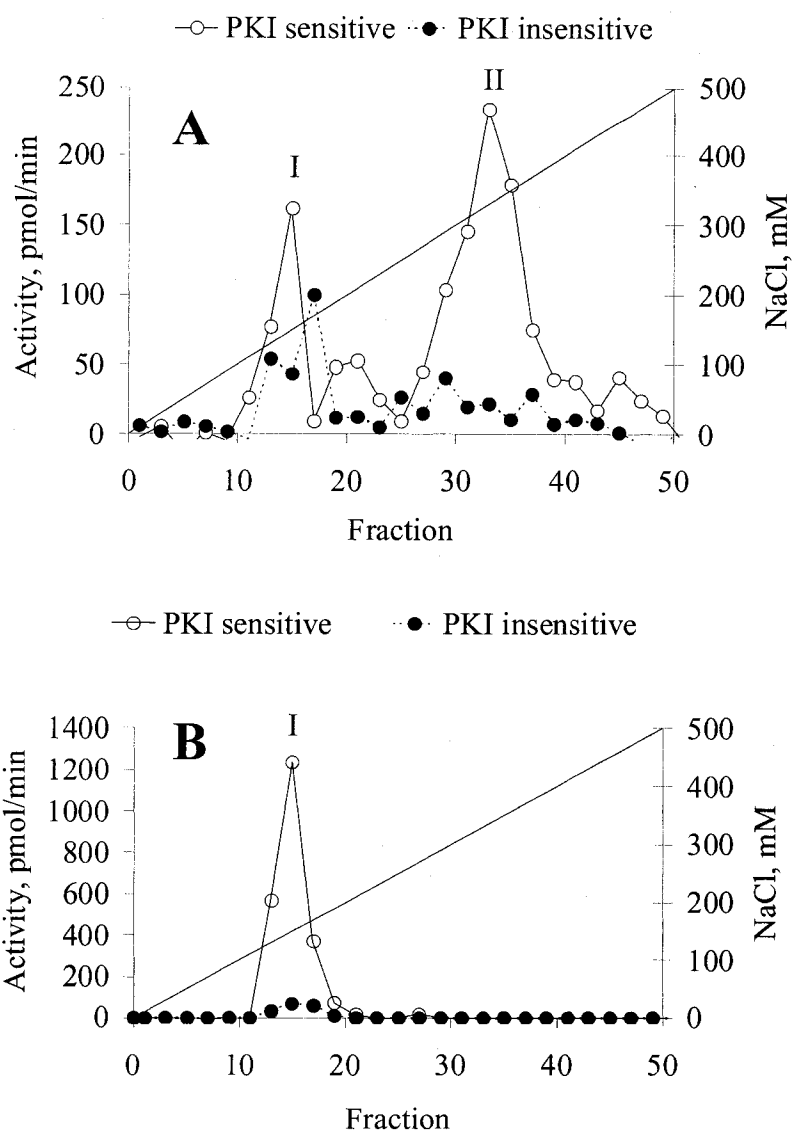 PKI sensitive PKI insensitive
A
I
II
Activity, pmol/min
250
200
150
100
50
0
NaCl, mM
500
400
300
200
100
0
0 10 20 30 40 50
Fraction
PKI sensitive PKI insensitive
B
I
Activity, pmol/min
1400
1200
1000
800
600
400
200
0
NaCl, mM
500
400
300
200
100
0
0 10 20 30 40 50
Fraction